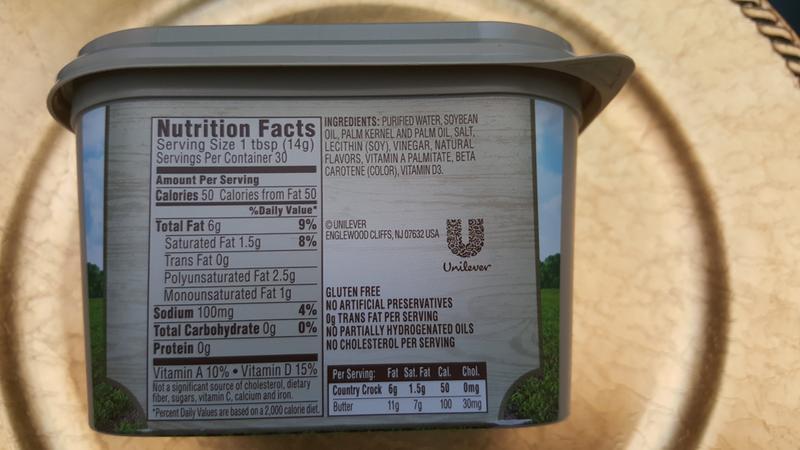 Nutrition Facts
Serving Size 1 tbsp (14g)
Servings Per Container 30
Amount Per Serving
Calories 50 Calories from Fat 50
%Daily Value*
Total Fat 6g 9%
Saturated Fat 1.5g 8%
Trans Fat 0g
Polyunsaturated Fat 2.5g
Monounsaturated Fat 1g
Sodium 100mg 4%
Total Carbohydrate 0g 0%
Protein 0g
Vitamin A 10% • Vitamin D 15%
Not a significant source of cholesterol, dietary
fiber, sugars, vitamin C, calcium and iron.
*Percent Daily Values are based on a 2,000 calorie diet.
INGREDIENTS: PURIFIED WATER, SOYBEAN
OIL, PALM KERNEL AND PALM OIL, SALT,
LECITHIN (SOY), VINEGAR, NATURAL
FLAVORS, VITAMIN A PALMITATE, BETA
CAROTENE (COLOR), VITAMIN D3.
© UNILEVER
ENGLEWOOD CLIFFS, NJ 07632 USA
Unilever
GLUTEN FREE
NO ARTIFICIAL PRESERVATIVES
0g TRANS FAT PER SERVING
NO PARTIALLY HYDROGENATED OILS
NO CHOLESTEROL PER SERVING
Per Serving: Fat Sat. Fat Cal. Chol.
Country Crock 6g 1.5g 50 0mg
Butter 11g 7g 100 30mg